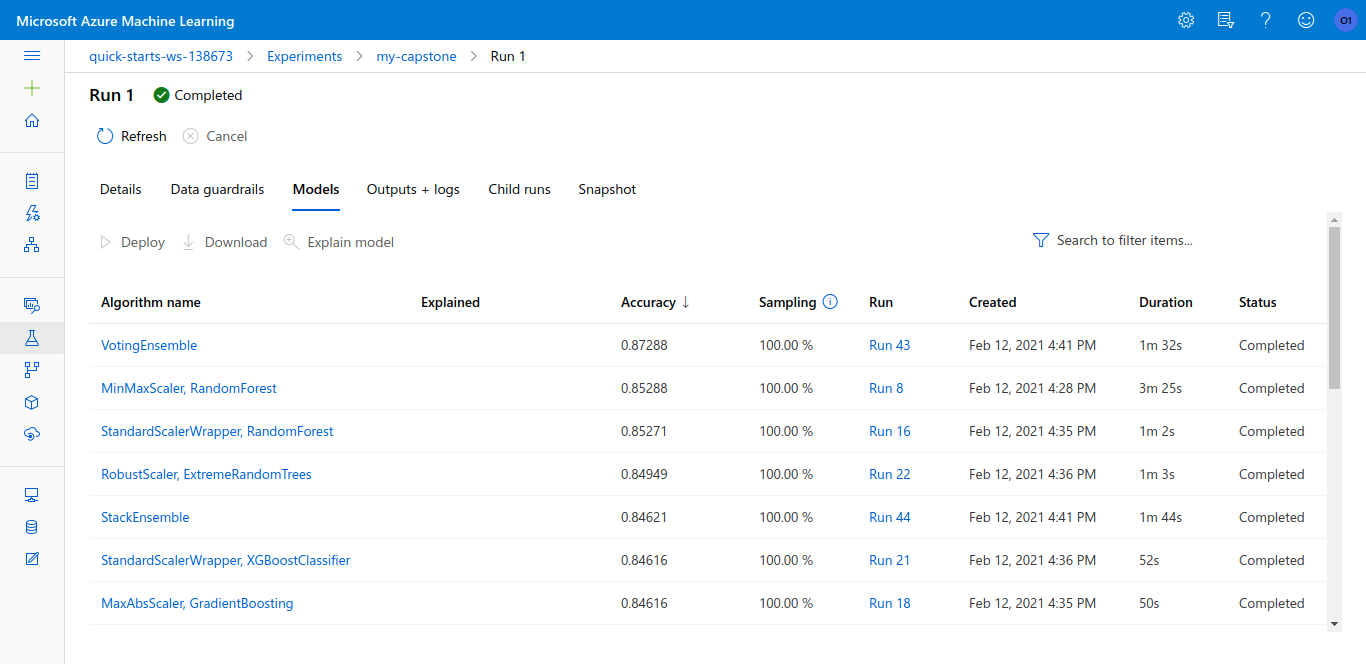 Microsoft Azure Machine Learning
O1
quick-starts-ws-138673 > Experiments > my-capstone > Run 1
Run 1 Completed
Refresh Cancel
Details Data guardrails Models Outputs + logs Child runs Snapshot
Deploy Download Explain model Search to filter items...
Algorithm name Explained Accuracy ↓ Sampling Run Created Duration Status
VotingEnsemble 0.87288 100.00 % Run 43 Feb 12, 2021 4:41 PM 1m 32s Completed
MinMaxScaler, RandomForest 0.85288 100.00 % Run 8 Feb 12, 2021 4:28 PM 3m 25s Completed
StandardScalerWrapper, RandomForest 0.85271 100.00 % Run 16 Feb 12, 2021 4:35 PM 1m 2s Completed
RobustScaler, ExtremeRandomTrees 0.84949 100.00 % Run 22 Feb 12, 2021 4:36 PM 1m 3s Completed
StackEnsemble 0.84621 100.00 % Run 44 Feb 12, 2021 4:41 PM 1m 44s Completed
StandardScalerWrapper, XGBoostClassifier 0.84616 100.00 % Run 21 Feb 12, 2021 4:36 PM 52s Completed
MaxAbsScaler, GradientBoosting 0.84616 100.00 % Run 18 Feb 12, 2021 4:35 PM 50s Completed